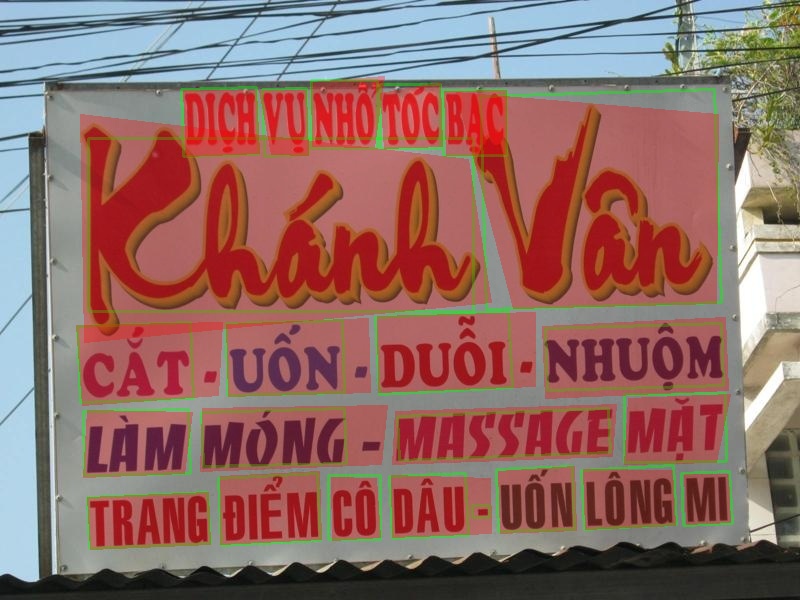 DỊCH VỤ NHỔ TÓC BẠC
Khánh Vân
CẮT - UỐN - DUỖI - NHUỘM
LÀM MÓNG - MASSAGE MẶT
TRANG ĐIỂM CÔ DÂU - UỐN LÔNG MI